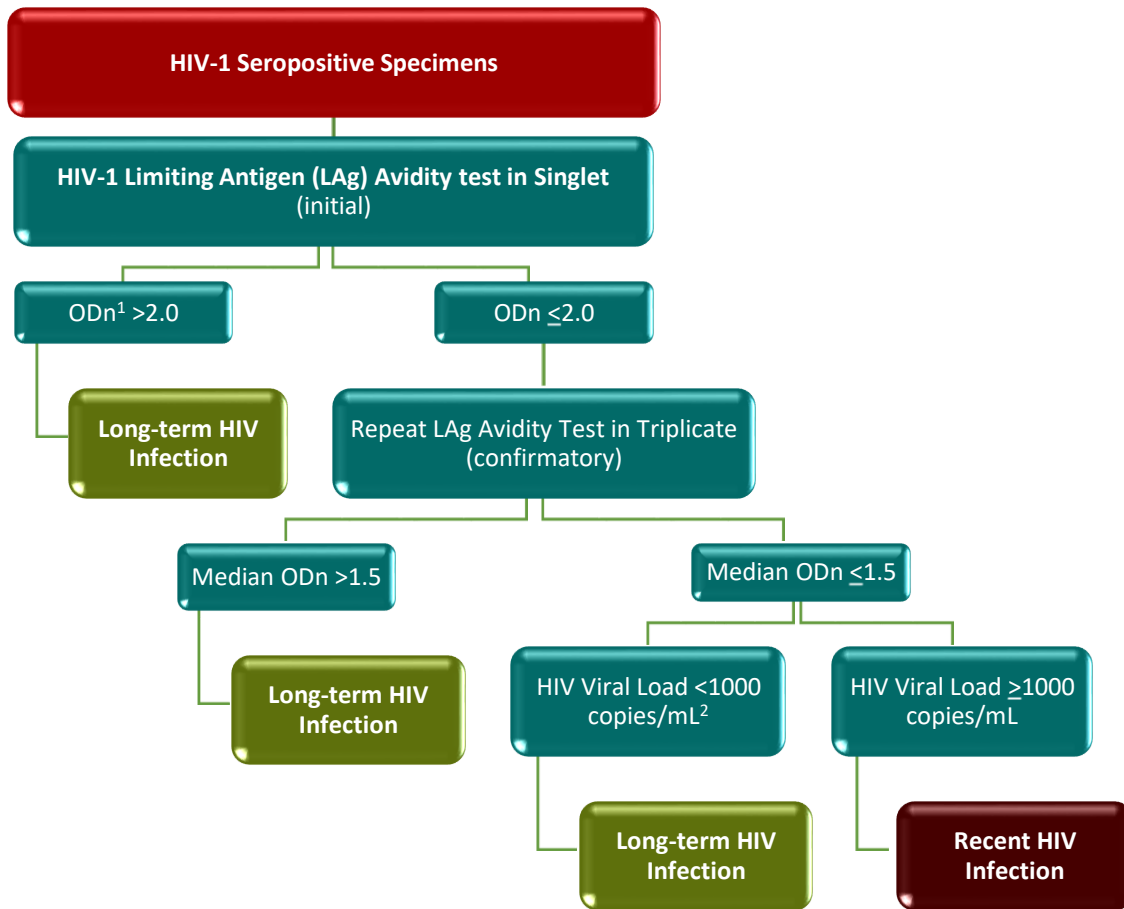 HIV-1 Seropositive Specimens
HIV-1 Limiting Antigen (LAg) Avidity test in Singlet
(initial)
ODn¹ >2.0
ODn ≤2.0
Long-term HIV
Infection
Repeat LAg Avidity Test in Triplicate
(confirmatory)
Median ODn >1.5
Median ODn ≤1.5
Long-term HIV
Infection
HIV Viral Load <1000
copies/mL²
HIV Viral Load ≥1000
copies/mL
Long-term HIV
Infection
Recent HIV
Infection